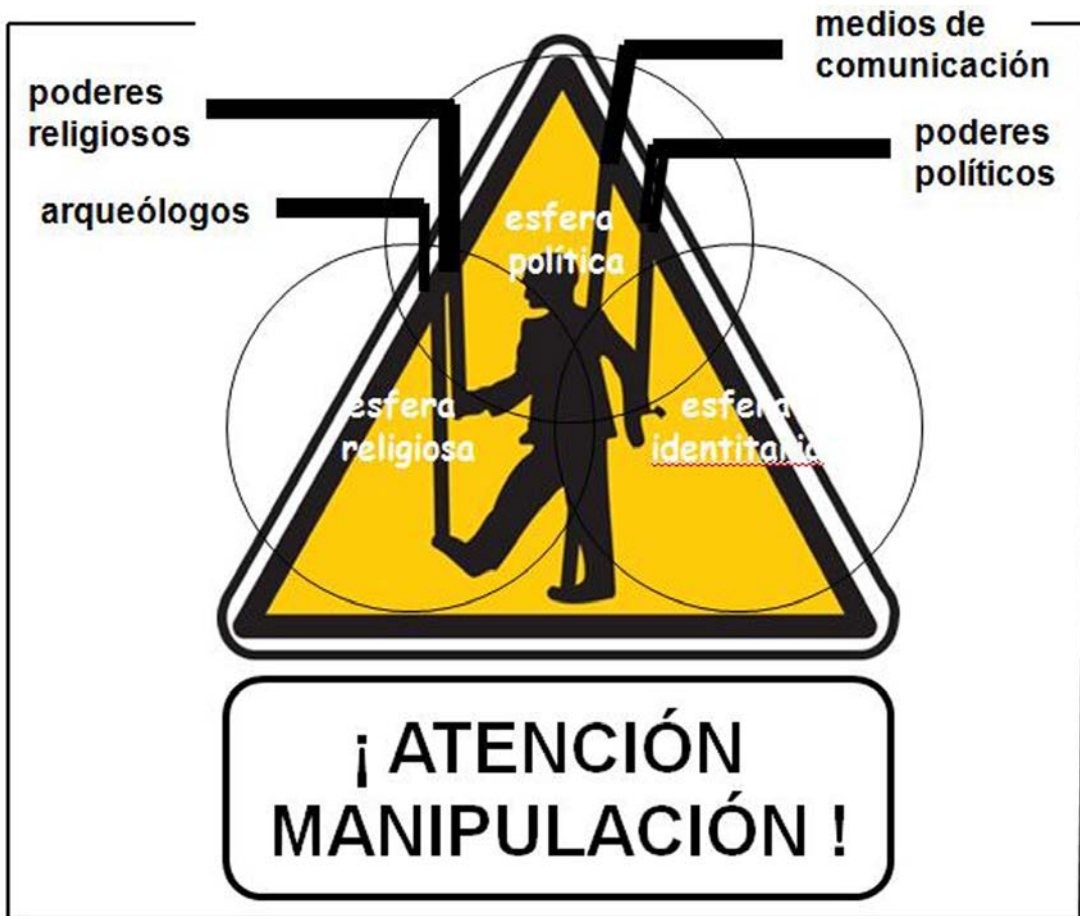 medios de
comunicación
poderes
religiosos
poderes
políticos
arqueólogos
esfera
política
esfera
religiosa
esfera
identitaria
¡ ATENCIÓN
MANIPULACIÓN !